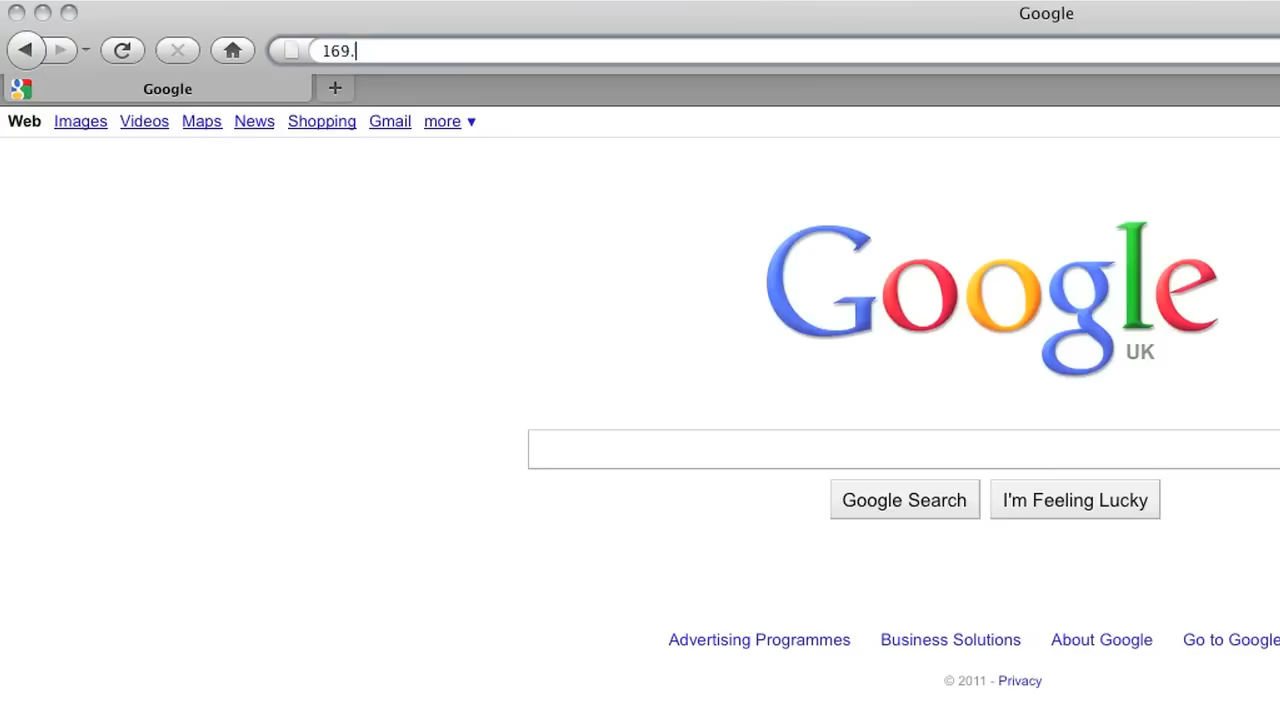 Google
169.
Google
+
Web Images Videos Maps News Shopping Gmail more ▼
Google
UK
Google Search I'm Feeling Lucky
Advertising Programmes Business Solutions About Google Go to Google
© 2011 - Privacy